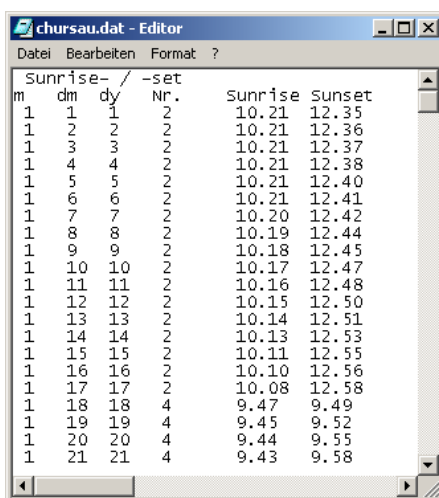 chursau.dat - Editor
Datei Bearbeiten Format ?
Sunrise- / -set
m dm dy Nr. Sunrise Sunset
1 1 1 2 10.21 12.35
1 2 2 2 10.21 12.36
1 3 3 2 10.21 12.37
1 4 4 2 10.21 12.38
1 5 5 2 10.21 12.40
1 6 6 2 10.21 12.41
1 7 7 2 10.20 12.42
1 8 8 2 10.19 12.44
1 9 9 2 10.18 12.45
1 10 10 2 10.17 12.47
1 11 11 2 10.16 12.48
1 12 12 2 10.15 12.50
1 13 13 2 10.14 12.51
1 14 14 2 10.13 12.53
1 15 15 2 10.11 12.55
1 16 16 2 10.10 12.56
1 17 17 2 10.08 12.58
1 18 18 4 9.47 9.49
1 19 19 4 9.45 9.52
1 20 20 4 9.44 9.55
1 21 21 4 9.43 9.58